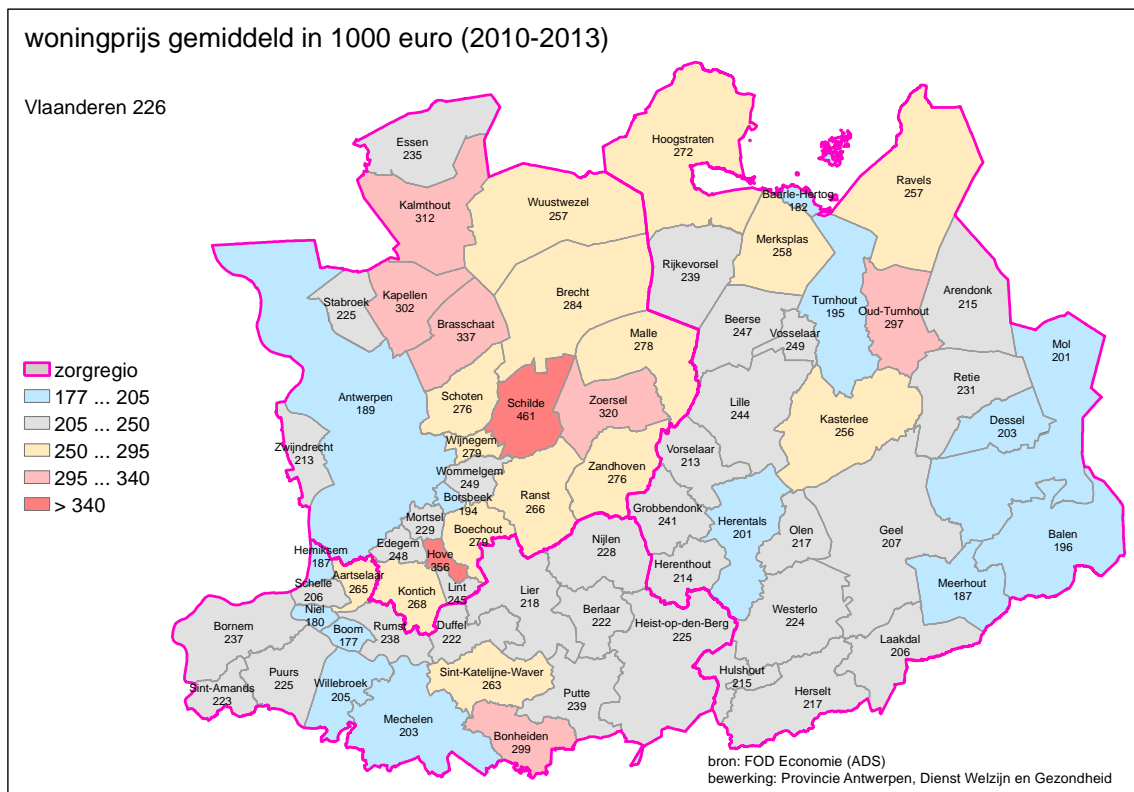 woningprijs gemiddeld in 1000 euro (2010-2013)
Vlaanderen 226
Essen
235
Hoogstraten
272
Ravels
257
Baarle-Hertog
182
Kalmthout
312
Wuustwezel
257
Merksplas
258
Rijkevorsel
239
Stabroek
225
Kapellen
302
Brecht
284
Turnhout
195
Oud-Turnhout
297
Arendonk
215
Brasschaat
337
Beerse
247
Vosselaar
249
Malle
278
Mol
201
Retie
231
zorgregio
177 ... 205
205 ... 250
250 ... 295
295 ... 340
> 340
Antwerpen
189
Schoten
276
Schilde
461
Zoersel
320
Lille
244
Kasterlee
256
Dessel
203
Zwijndrecht
213
Wijnegem
279
Wommelgem
249
Vorselaar
213
Zandhoven
276
Borsbeek
194
Ranst
266
Grobbendonk
241
Herentals
201
Olen
217
Geel
207
Balen
196
Mortsel
229
Boechout
279
Edegem
248
Hove
356
Nijlen
228
Hemiksem
187
Herenthout
214
Aartselaar
265
Schelle
206
Kontich
268
Lint
245
Lier
218
Meerhout
187
Niel
180
Berlaar
222
Heist-op-den-Berg
225
Westerlo
224
Bornem
237
Boom
177
Rumst
238
Duffel
222
Laakdal
206
Puurs
225
Willebroek
205
Sint-Katelijne-Waver
263
Hulshout
215
Sint-Amands
223
Putte
239
Herselt
217
Mechelen
203
Bonheiden
299
bron: FOD Economie (ADS)
bewerking: Provincie Antwerpen, Dienst Welzijn en Gezondheid